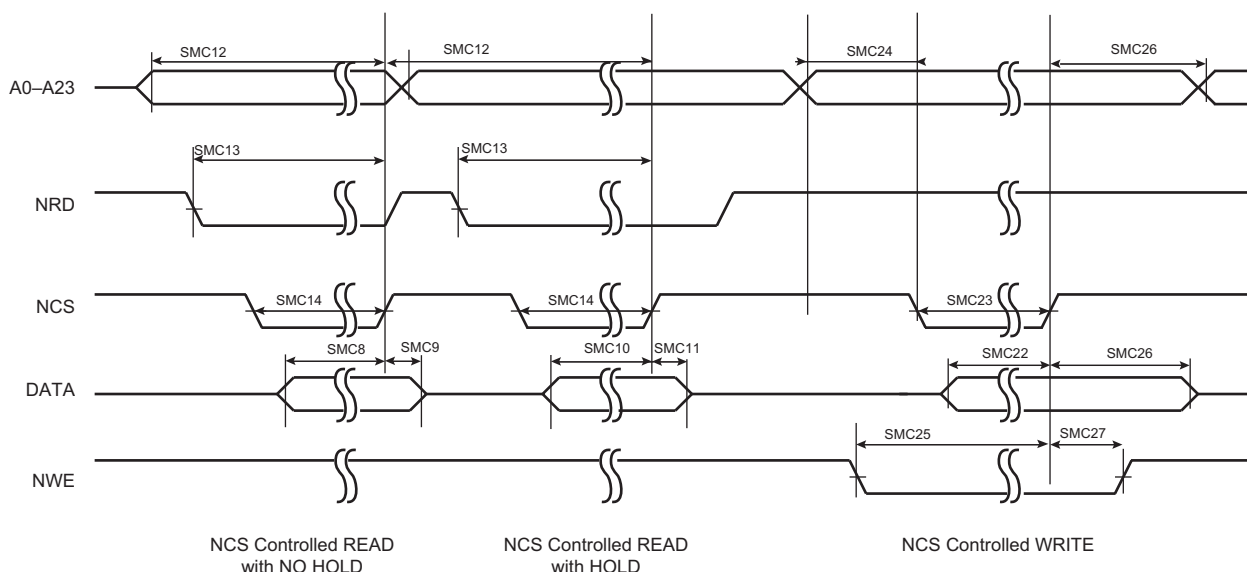 SMC12
SMC12
SMC24
SMC26
A0–A23
SMC13
SMC13
NRD
SMC14
SMC14
SMC23
NCS
SMC8
SMC9
SMC10
SMC11
SMC22
SMC26
DATA
SMC25
SMC27
NWE
NCS Controlled READ
with NO HOLD
NCS Controlled READ
with HOLD
NCS Controlled WRITE